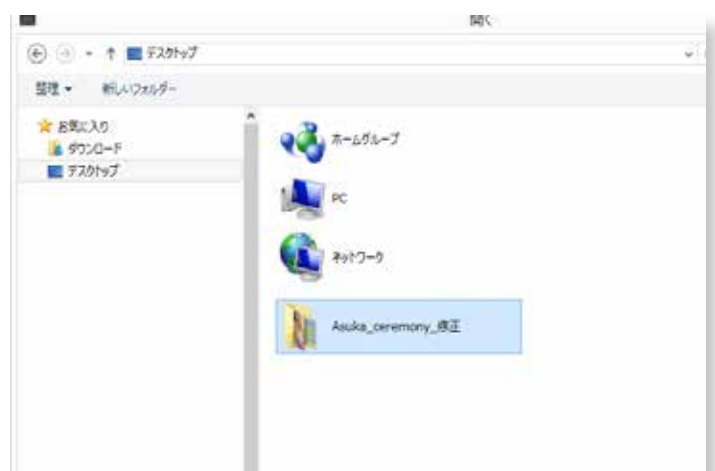 開く
デスクトップ
整理
新しいフォルダー
お気に入り
ダウンロード
デスクトップ
ホームグループ
PC
ネットワーク
Asuka_ceremony_修正